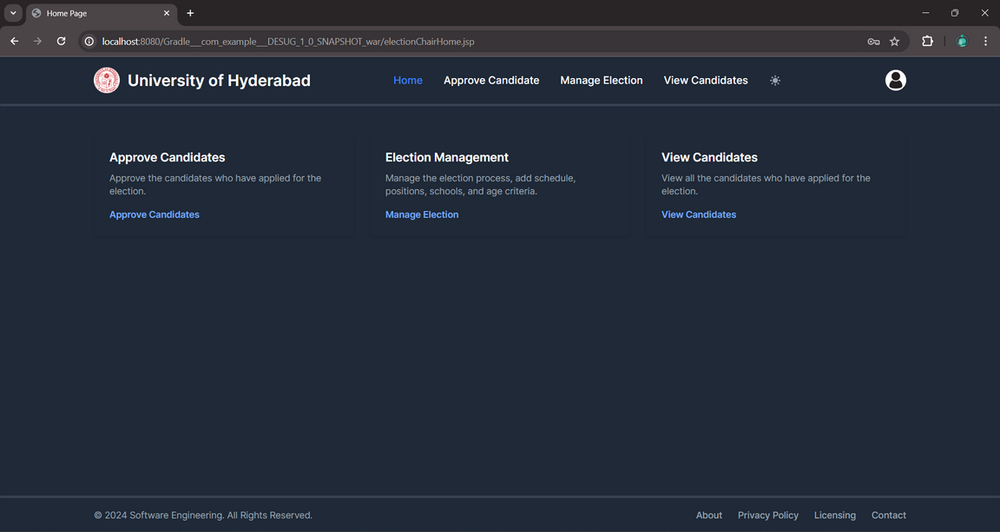 Home Page
localhost:8080/Gradle___com_example___DESUG_1_0_SNAPSHOT_war/electionChairHome.jsp
University of Hyderabad
Home
Approve Candidate
Manage Election
View Candidates
Approve Candidates
Approve the candidates who have applied for the
election.
Approve Candidates
Election Management
Manage the election process, add schedule,
positions, schools, and age criteria.
Manage Election
View Candidates
View all the candidates who have applied for the
election.
View Candidates
© 2024 Software Engineering. All Rights Reserved.
About
Privacy Policy
Licensing
Contact